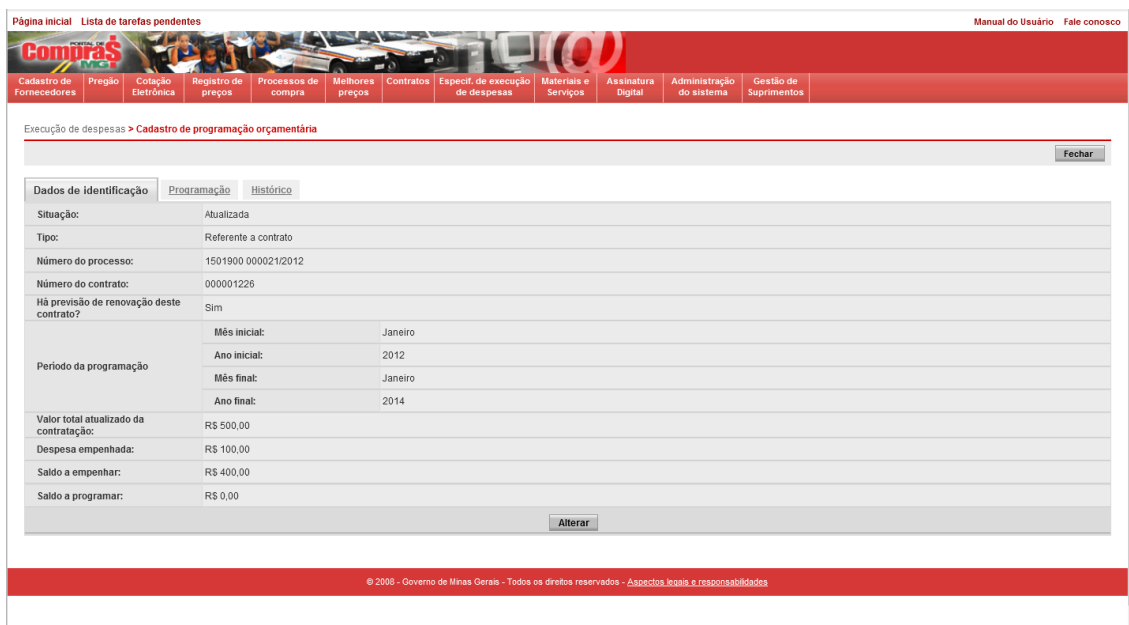 Página inicial Lista de tarefas pendentes Manual do Usuário Fale conosco
PORTAL DE
Compras
MG
Cadastro de Fornecedores Pregão Cotação Eletrônica Registro de preços Processos de compra Melhores preços Contratos Especif. de execução de despesas Materiais e Serviços Assinatura Digital Administração do sistema Gestão de Suprimentos
Execução de despesas > Cadastro de programação orçamentária
Fechar
Dados de identificação Programação Histórico
Situação: Atualizada
Tipo: Referente a contrato
Número do processo: 1501900 000021/2012
Número do contrato: 000001226
Há previsão de renovação deste contrato? Sim
Período da programação
Mês inicial: Janeiro
Ano inicial: 2012
Mês final: Janeiro
Ano final: 2014
Valor total atualizado da contratação: R$ 500,00
Despesa empenhada: R$ 100,00
Saldo a empenhar: R$ 400,00
Saldo a programar: R$ 0,00
Alterar
© 2008 - Governo de Minas Gerais - Todos os direitos reservados - Aspectos legais e responsabilidades